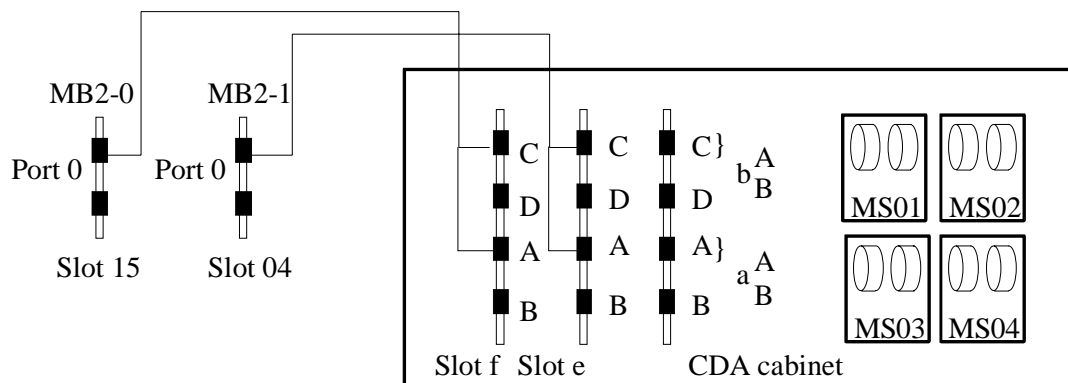 MB2-0 MB2-1
Port 0 Port 0
Slot 15 Slot 04
C C C}
D D D
A A A}
B B B
b A
B
a A
B
Slot f Slot e CDA cabinet
MS01 MS02
MS03 MS04